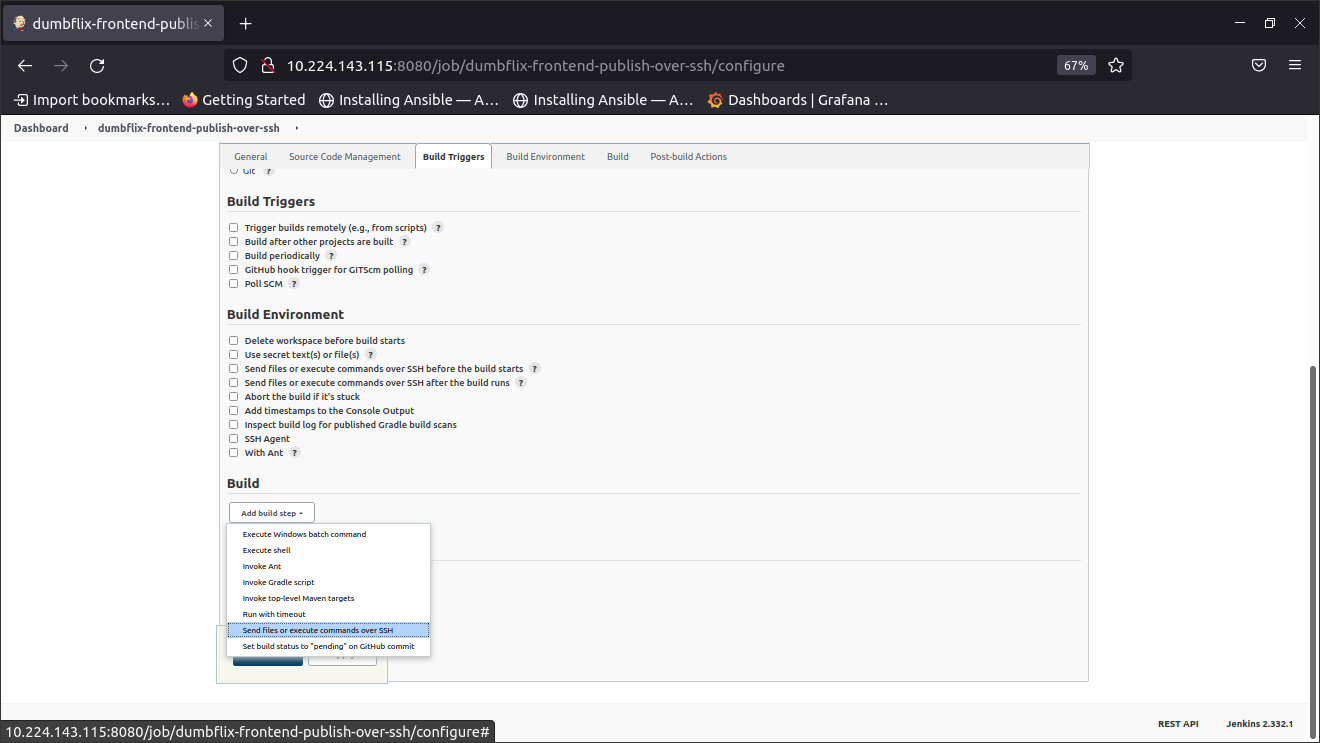 dumbflix-frontend-publis
10.224.143.115:8080/job/dumbflix-frontend-publish-over-ssh/configure
67%
Import bookmarks... Getting Started Installing Ansible — A... Installing Ansible — A... Dashboards | Grafana ...
Dashboard dumbflix-frontend-publish-over-ssh
General Source Code Management Build Triggers Build Environment Build Post-build Actions
Git ?
Build Triggers
Trigger builds remotely (e.g., from scripts) ?
Build after other projects are built ?
Build periodically ?
GitHub hook trigger for GITScm polling ?
Poll SCM ?
Build Environment
Delete workspace before build starts
Use secret text(s) or file(s) ?
Send files or execute commands over SSH before the build starts ?
Send files or execute commands over SSH after the build runs ?
Abort the build if it's stuck
Add timestamps to the Console Output
Inspect build log for published Gradle build scans
SSH Agent
With Ant ?
Build
Add build step
Execute Windows batch command
Execute shell
Invoke Ant
Invoke Gradle script
Invoke top-level Maven targets
Run with timeout
Send files or execute commands over SSH
Set build status to "pending" on GitHub commit
REST API Jenkins 2.332.1
10.224.143.115:8080/job/dumbflix-frontend-publish-over-ssh/configure#